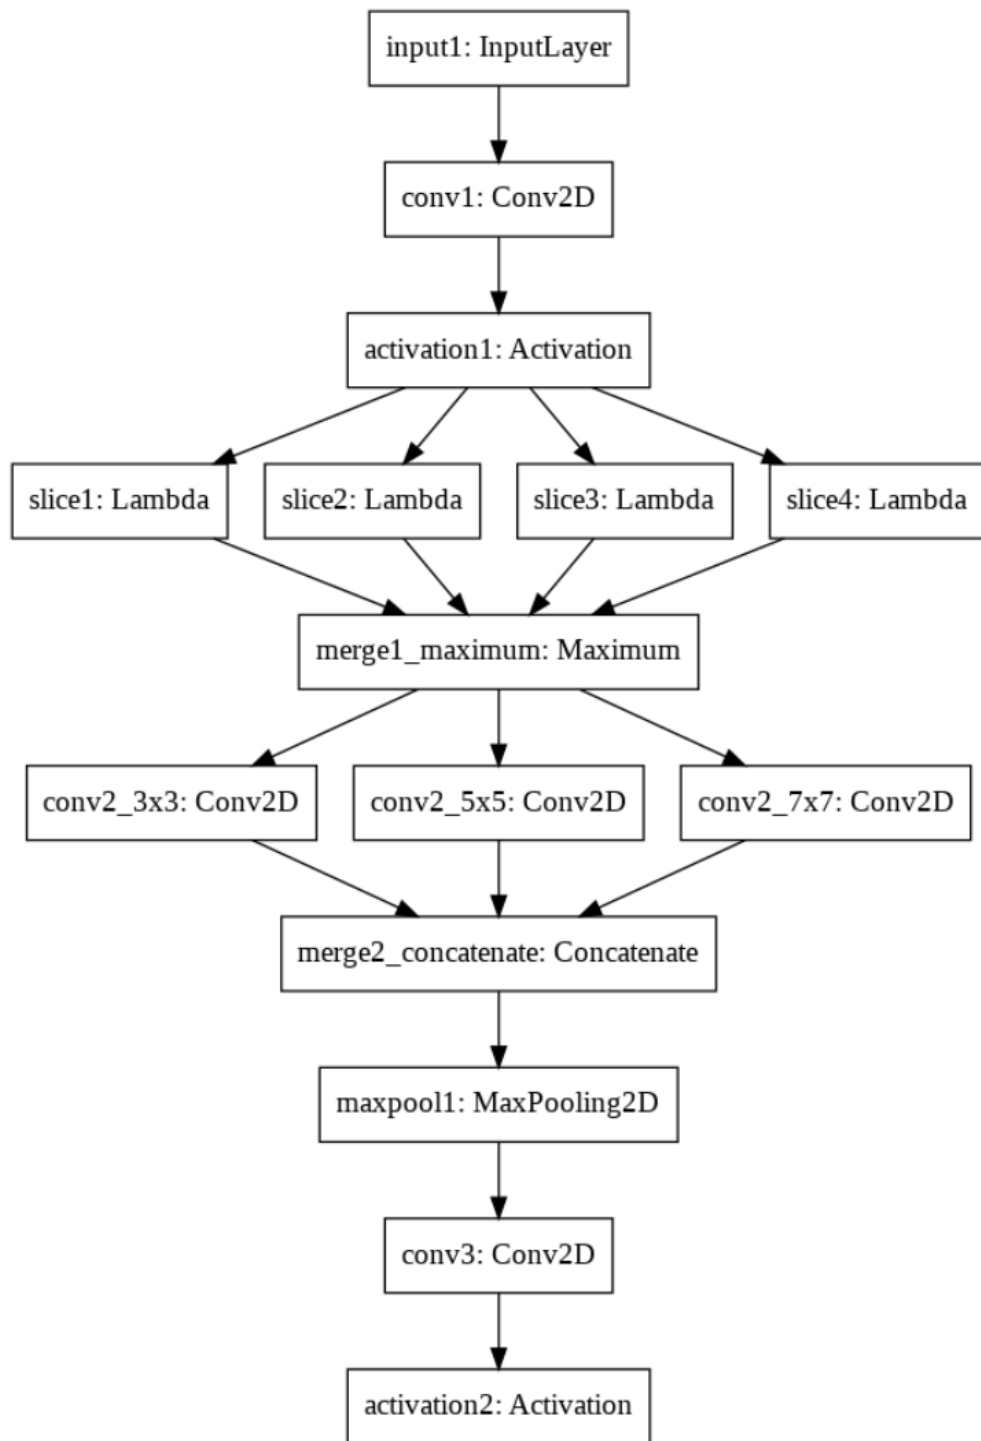 input1: InputLayer
conv1: Conv2D
activation1: Activation
slice1: Lambda
slice2: Lambda
slice3: Lambda
slice4: Lambda
merge1_maximum: Maximum
conv2_3x3: Conv2D
conv2_5x5: Conv2D
conv2_7x7: Conv2D
merge2_concatenate: Concatenate
maxpool1: MaxPooling2D
conv3: Conv2D
activation2: Activation